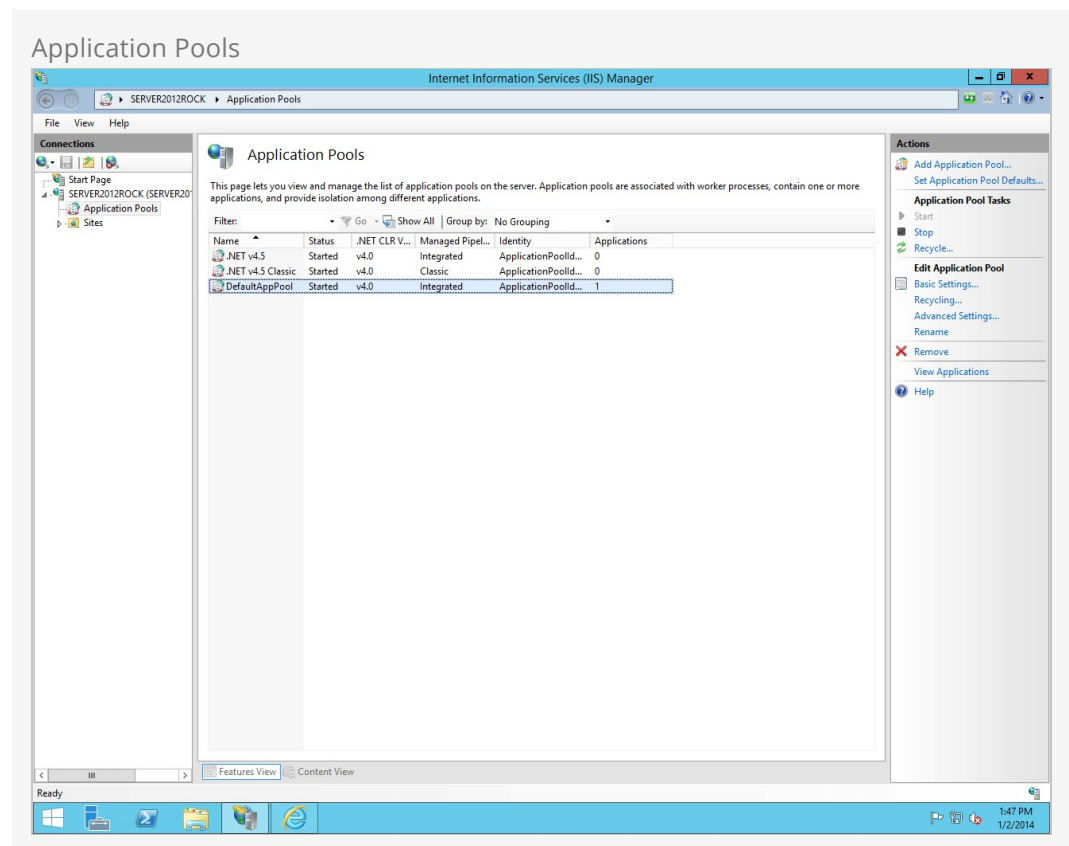 Application Pools
Internet Information Services (IIS) Manager
SERVER2012ROCK Application Pools
File View Help
Connections
Start Page
SERVER2012ROCK (SERVER20
Application Pools
Sites
Application Pools
This page lets you view and manage the list of application pools on the server. Application pools are associated with worker processes, contain one or more
applications, and provide isolation among different applications.
Filter: Go Show All Group by: No Grouping
Name Status .NET CLR V... Managed Pipel... Identity Applications
.NET v4.5 Started v4.0 Integrated ApplicationPoolId... 0
.NET v4.5 Classic Started v4.0 Classic ApplicationPoolId... 0
DefaultAppPool Started v4.0 Integrated ApplicationPoolId... 1
Features View Content View
Actions
Add Application Pool...
Set Application Pool Defaults...
Application Pool Tasks
Start
Stop
Recycle...
Edit Application Pool
Basic Settings...
Recycling...
Advanced Settings...
Rename
Remove
View Applications
Help
Ready
1:47 PM
1/2/2014